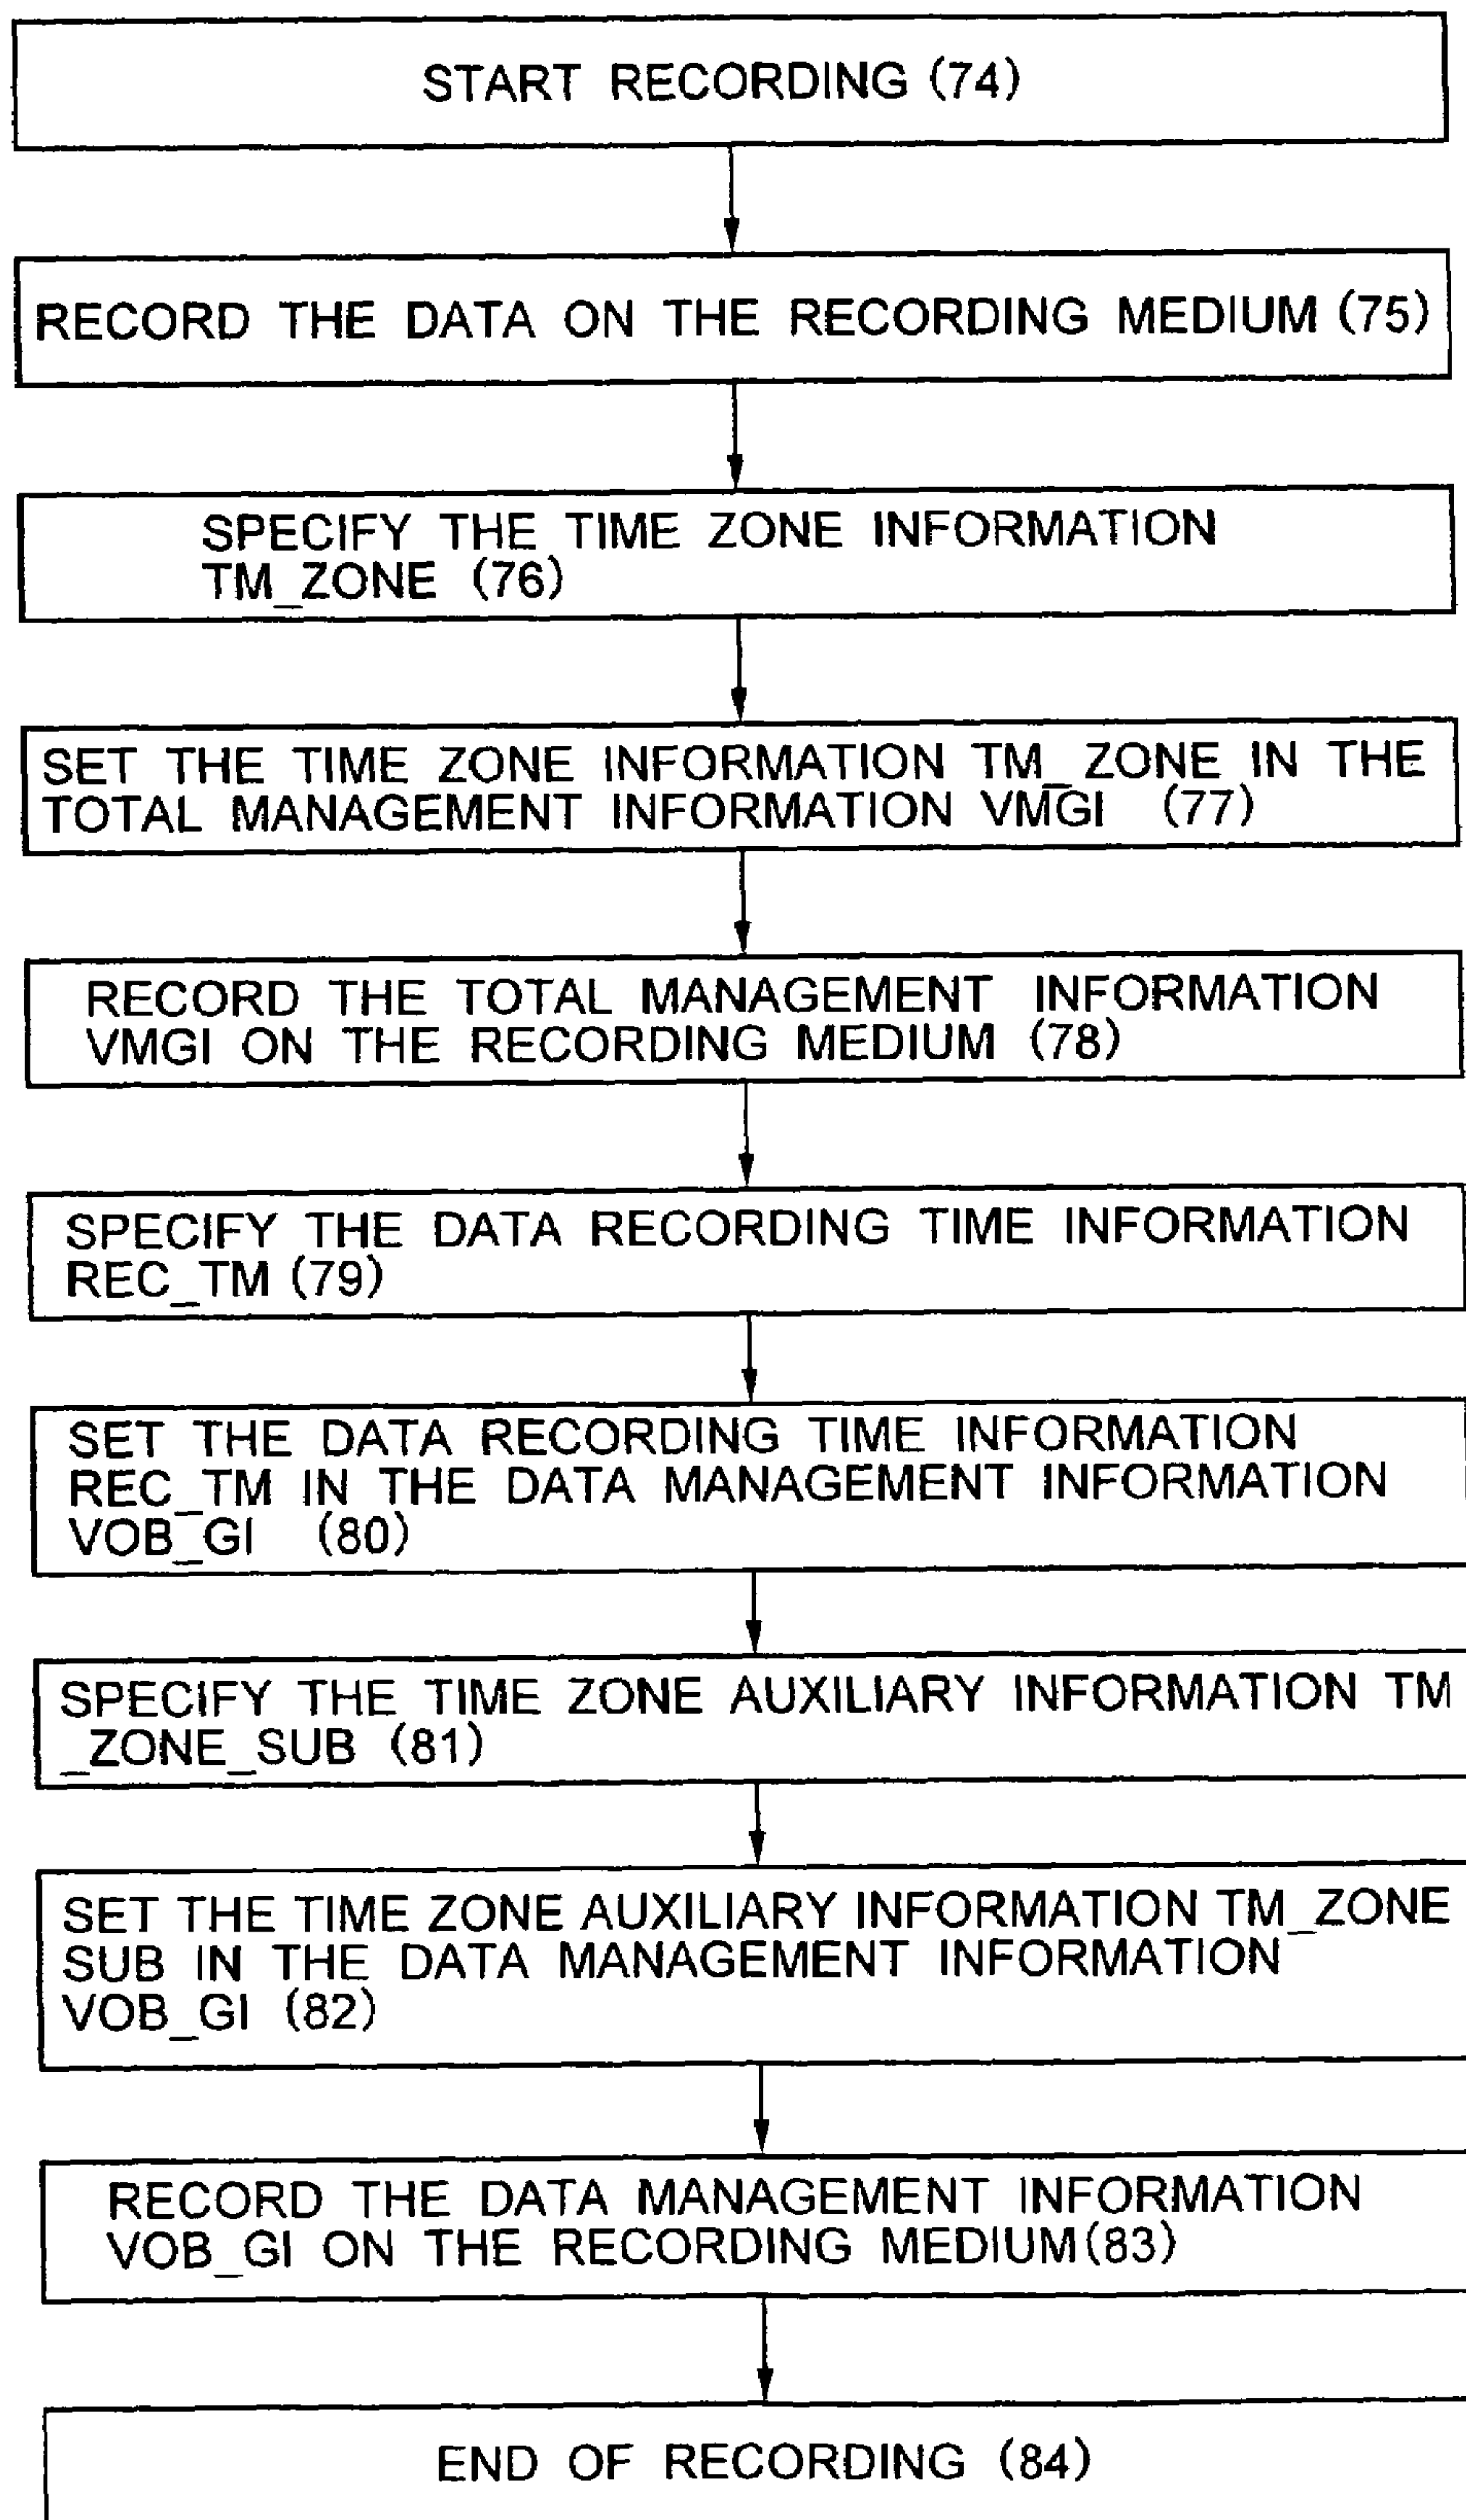 START RECORDING (74)
RECORD THE DATA ON THE RECORDING MEDIUM (75)
SPECIFY THE TIME ZONE INFORMATION
TM_ZONE (76)
SET THE TIME ZONE INFORMATION TM_ZONE IN THE
TOTAL MANAGEMENT INFORMATION VMGI (77)
RECORD THE TOTAL MANAGEMENT INFORMATION
VMGI ON THE RECORDING MEDIUM (78)
SPECIFY THE DATA RECORDING TIME INFORMATION
REC_TM (79)
SET THE DATA RECORDING TIME INFORMATION
REC_TM IN THE DATA MANAGEMENT INFORMATION
VOB_GI (80)
SPECIFY THE TIME ZONE AUXILIARY INFORMATION TM
_ZONE_SUB (81)
SET THE TIME ZONE AUXILIARY INFORMATION TM_ZONE
SUB IN THE DATA MANAGEMENT INFORMATION
VOB_GI (82)
RECORD THE DATA MANAGEMENT INFORMATION
VOB_GI ON THE RECORDING MEDIUM(83)
END OF RECORDING (84)